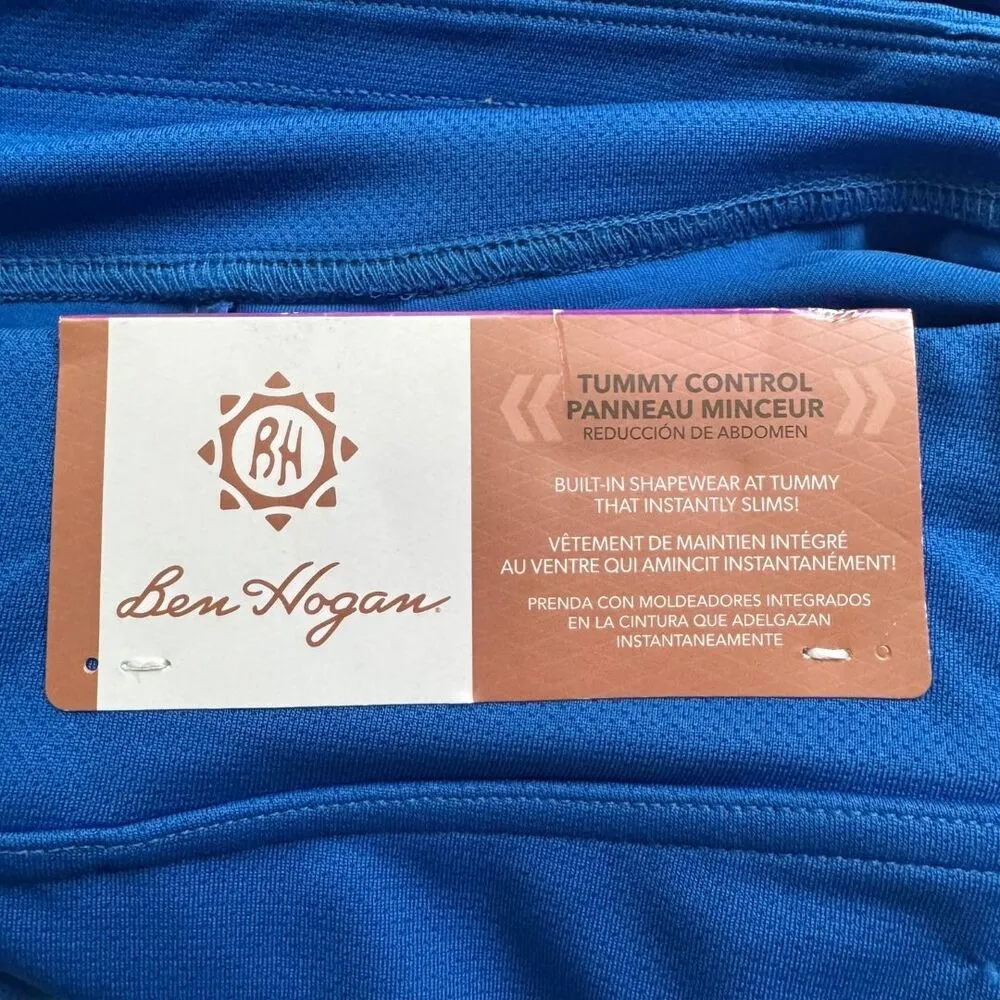 BH
Ben Hogan.
TUMMY CONTROL
PANNEAU MINCEUR
REDUCCIÓN DE ABDOMEN
BUILT-IN SHAPEWEAR AT TUMMY
THAT INSTANTLY SLIMS!
VÊTEMENT DE MAINTIEN INTÉGRÉ
AU VENTRE QUI AMINCIT INSTANTANÉMENT!
PRENDA CON MOLDEADORES INTEGRADOS
EN LA CINTURA QUE ADELGAZAN
INSTANTANEAMENTE